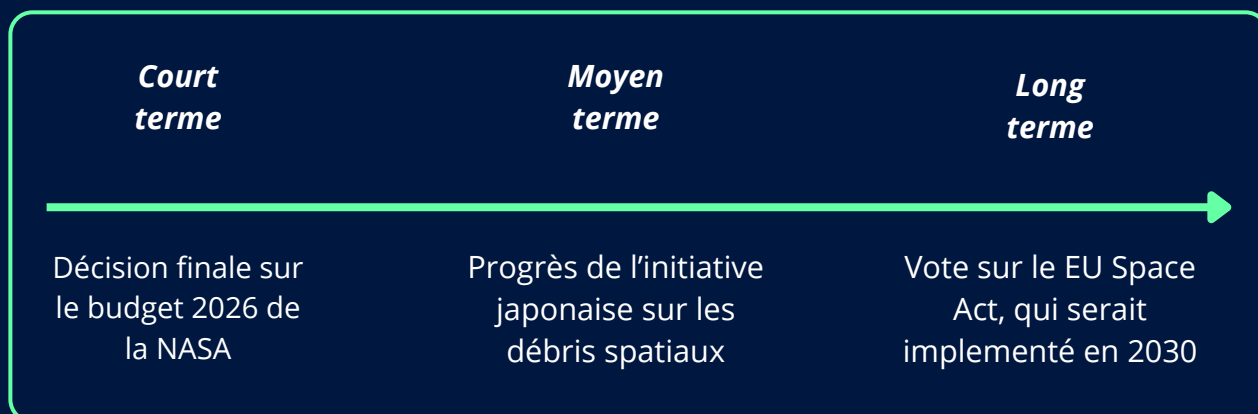 Court
terme
Moyen
terme
Long
terme
Décision finale sur
le budget 2026 de
la NASA
Progrès de l’initiative
japonaise sur les
débris spatiaux
Vote sur le EU Space
Act, qui serait
implementé en 2030